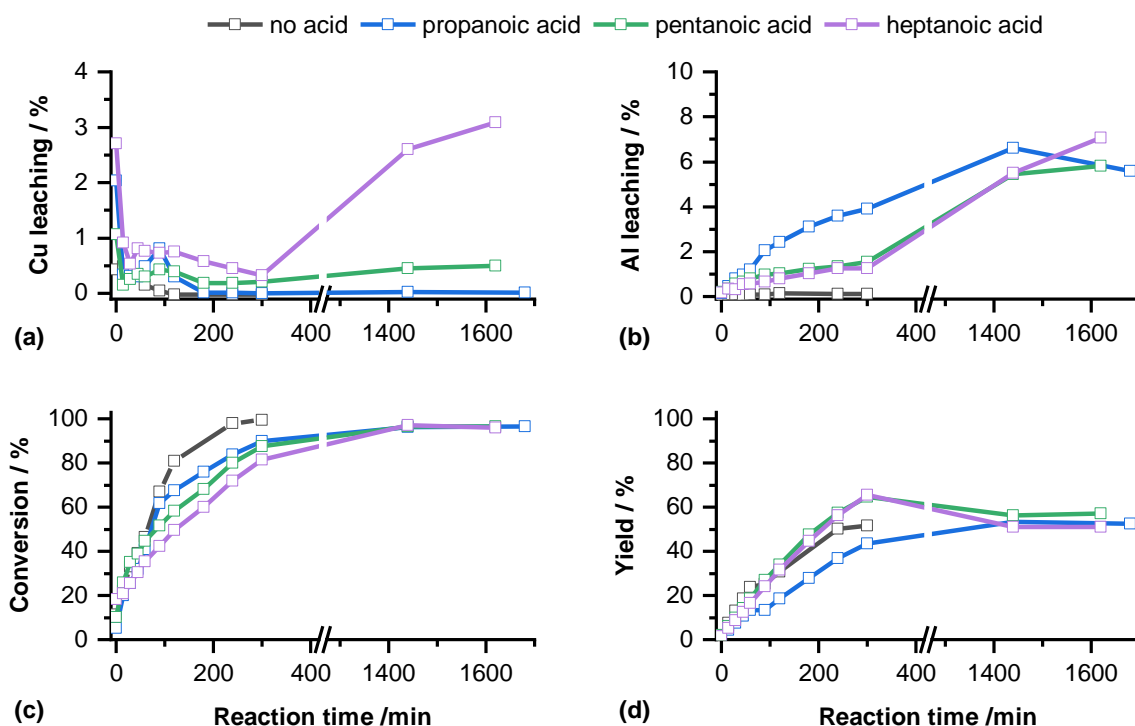 no acid propanoic acid pentanoic acid heptanoic acid
4
3
2
1
0
Cu leaching / %
0 200 400 1400 1600
(a)
10
8
6
4
2
0
Al leaching / %
0 200 400 1400 1600
(b)
100
80
60
40
20
0
Conversion / %
0 200 400 1400 1600
(c)
Reaction time /min
100
80
60
40
20
0
Yield / %
0 200 400 1400 1600
(d)
Reaction time /min